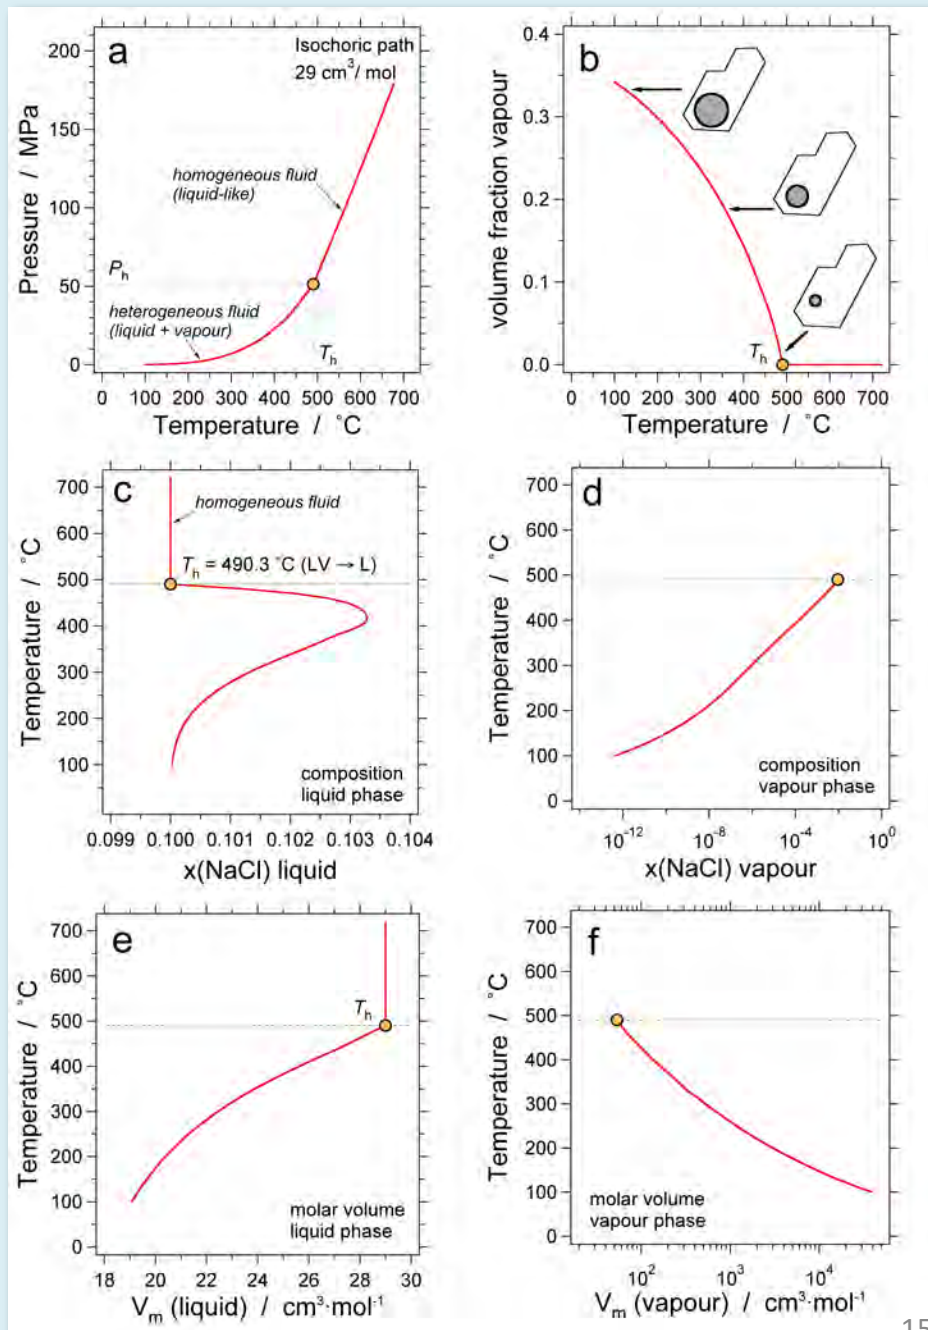 a
Isochoric path
29 cm³/ mol
homogeneous fluid
(liquid-like)
Pₕ
heterogeneous fluid
(liquid + vapour)
Tₕ
200
150
100
50
0
Pressure / MPa
0 100 200 300 400 500 600 700
Temperature / °C
b
Tₕ
0.4
0.3
0.2
0.1
0.0
volume fraction vapour
0 100 200 300 400 500 600 700
Temperature / °C
c
homogeneous fluid
Tₕ = 490.3 °C (LV → L)
composition
liquid phase
700
600
500
400
300
200
100
Temperature / °C
0.099 0.100 0.101 0.102 0.103 0.104
x(NaCl) liquid
d
composition
vapour phase
700
600
500
400
300
200
100
0
Temperature / °C
10⁻¹² 10⁻⁸ 10⁻⁴ 10⁰
x(NaCl) vapour
e
Tₕ
molar volume
liquid phase
700
600
500
400
300
200
100
0
Temperature / °C
18 20 22 24 26 28 30
Vₘ (liquid) / cm³·mol⁻¹
f
molar volume
vapour phase
700
600
500
400
300
200
100
0
Temperature / °C
10² 10³ 10⁴
Vₘ (vapour) / cm³·mol⁻¹
15